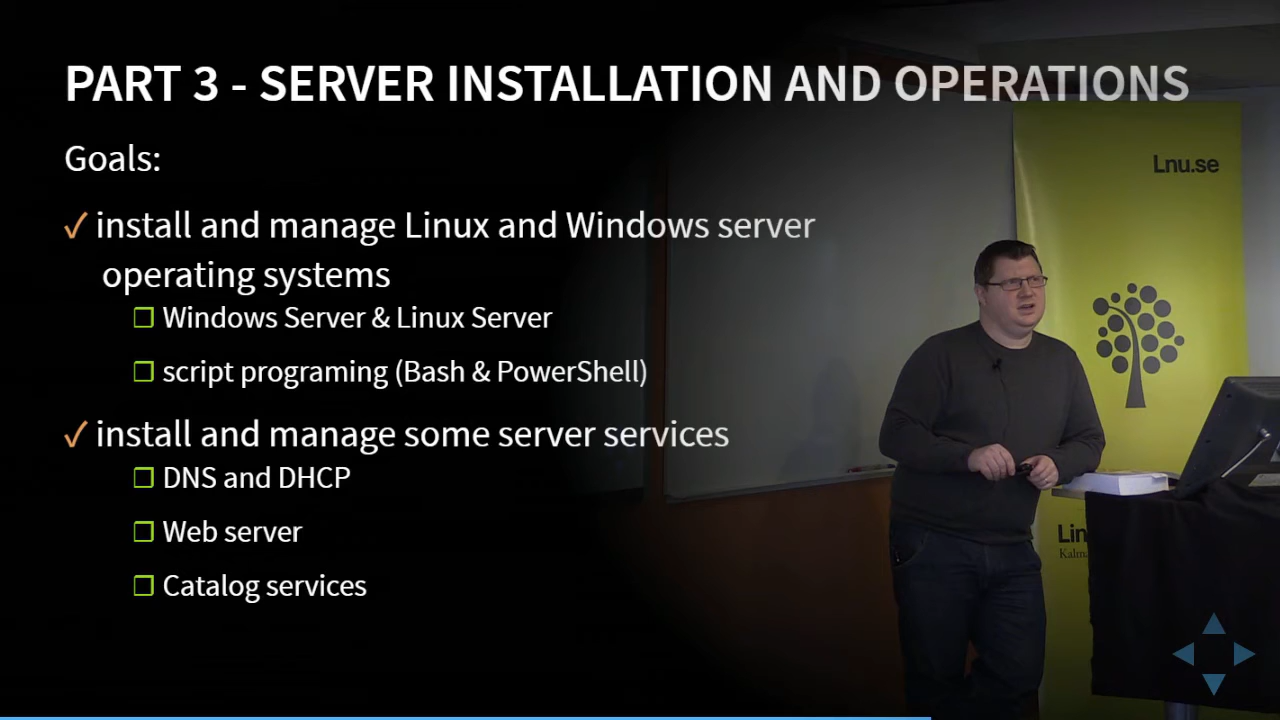 PART 3 - SERVER INSTALLATION AND OPERATIONS
Goals:
✓ install and manage Linux and Windows server
operating systems
❒ Windows Server & Linux Server
❒ script programing (Bash & PowerShell)
✓ install and manage some server services
❒ DNS and DHCP
❒ Web server
❒ Catalog services
Lnu.se
Lin
Kalma